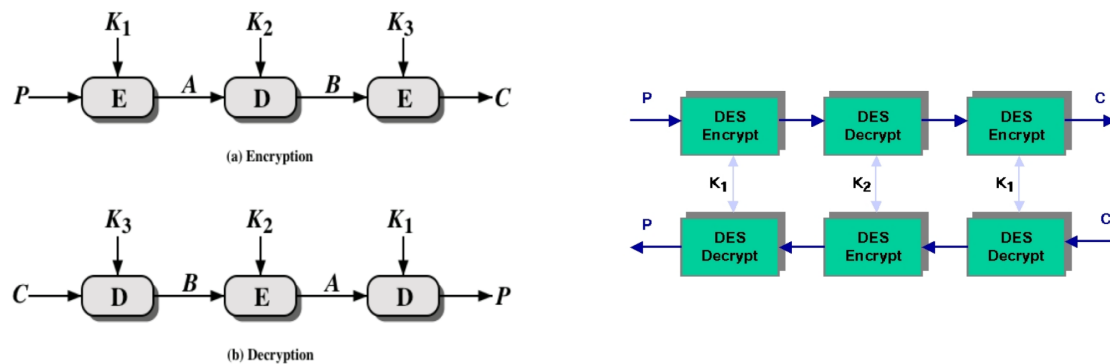 K1 K2 K3
P E A D B E C
(a) Encryption
K3 K2 K1
C D B E A D P
(b) Decryption
P C
DES Encrypt DES Decrypt DES Encrypt
K1 K2 K1
P C
DES Decrypt DES Encrypt DES Decrypt